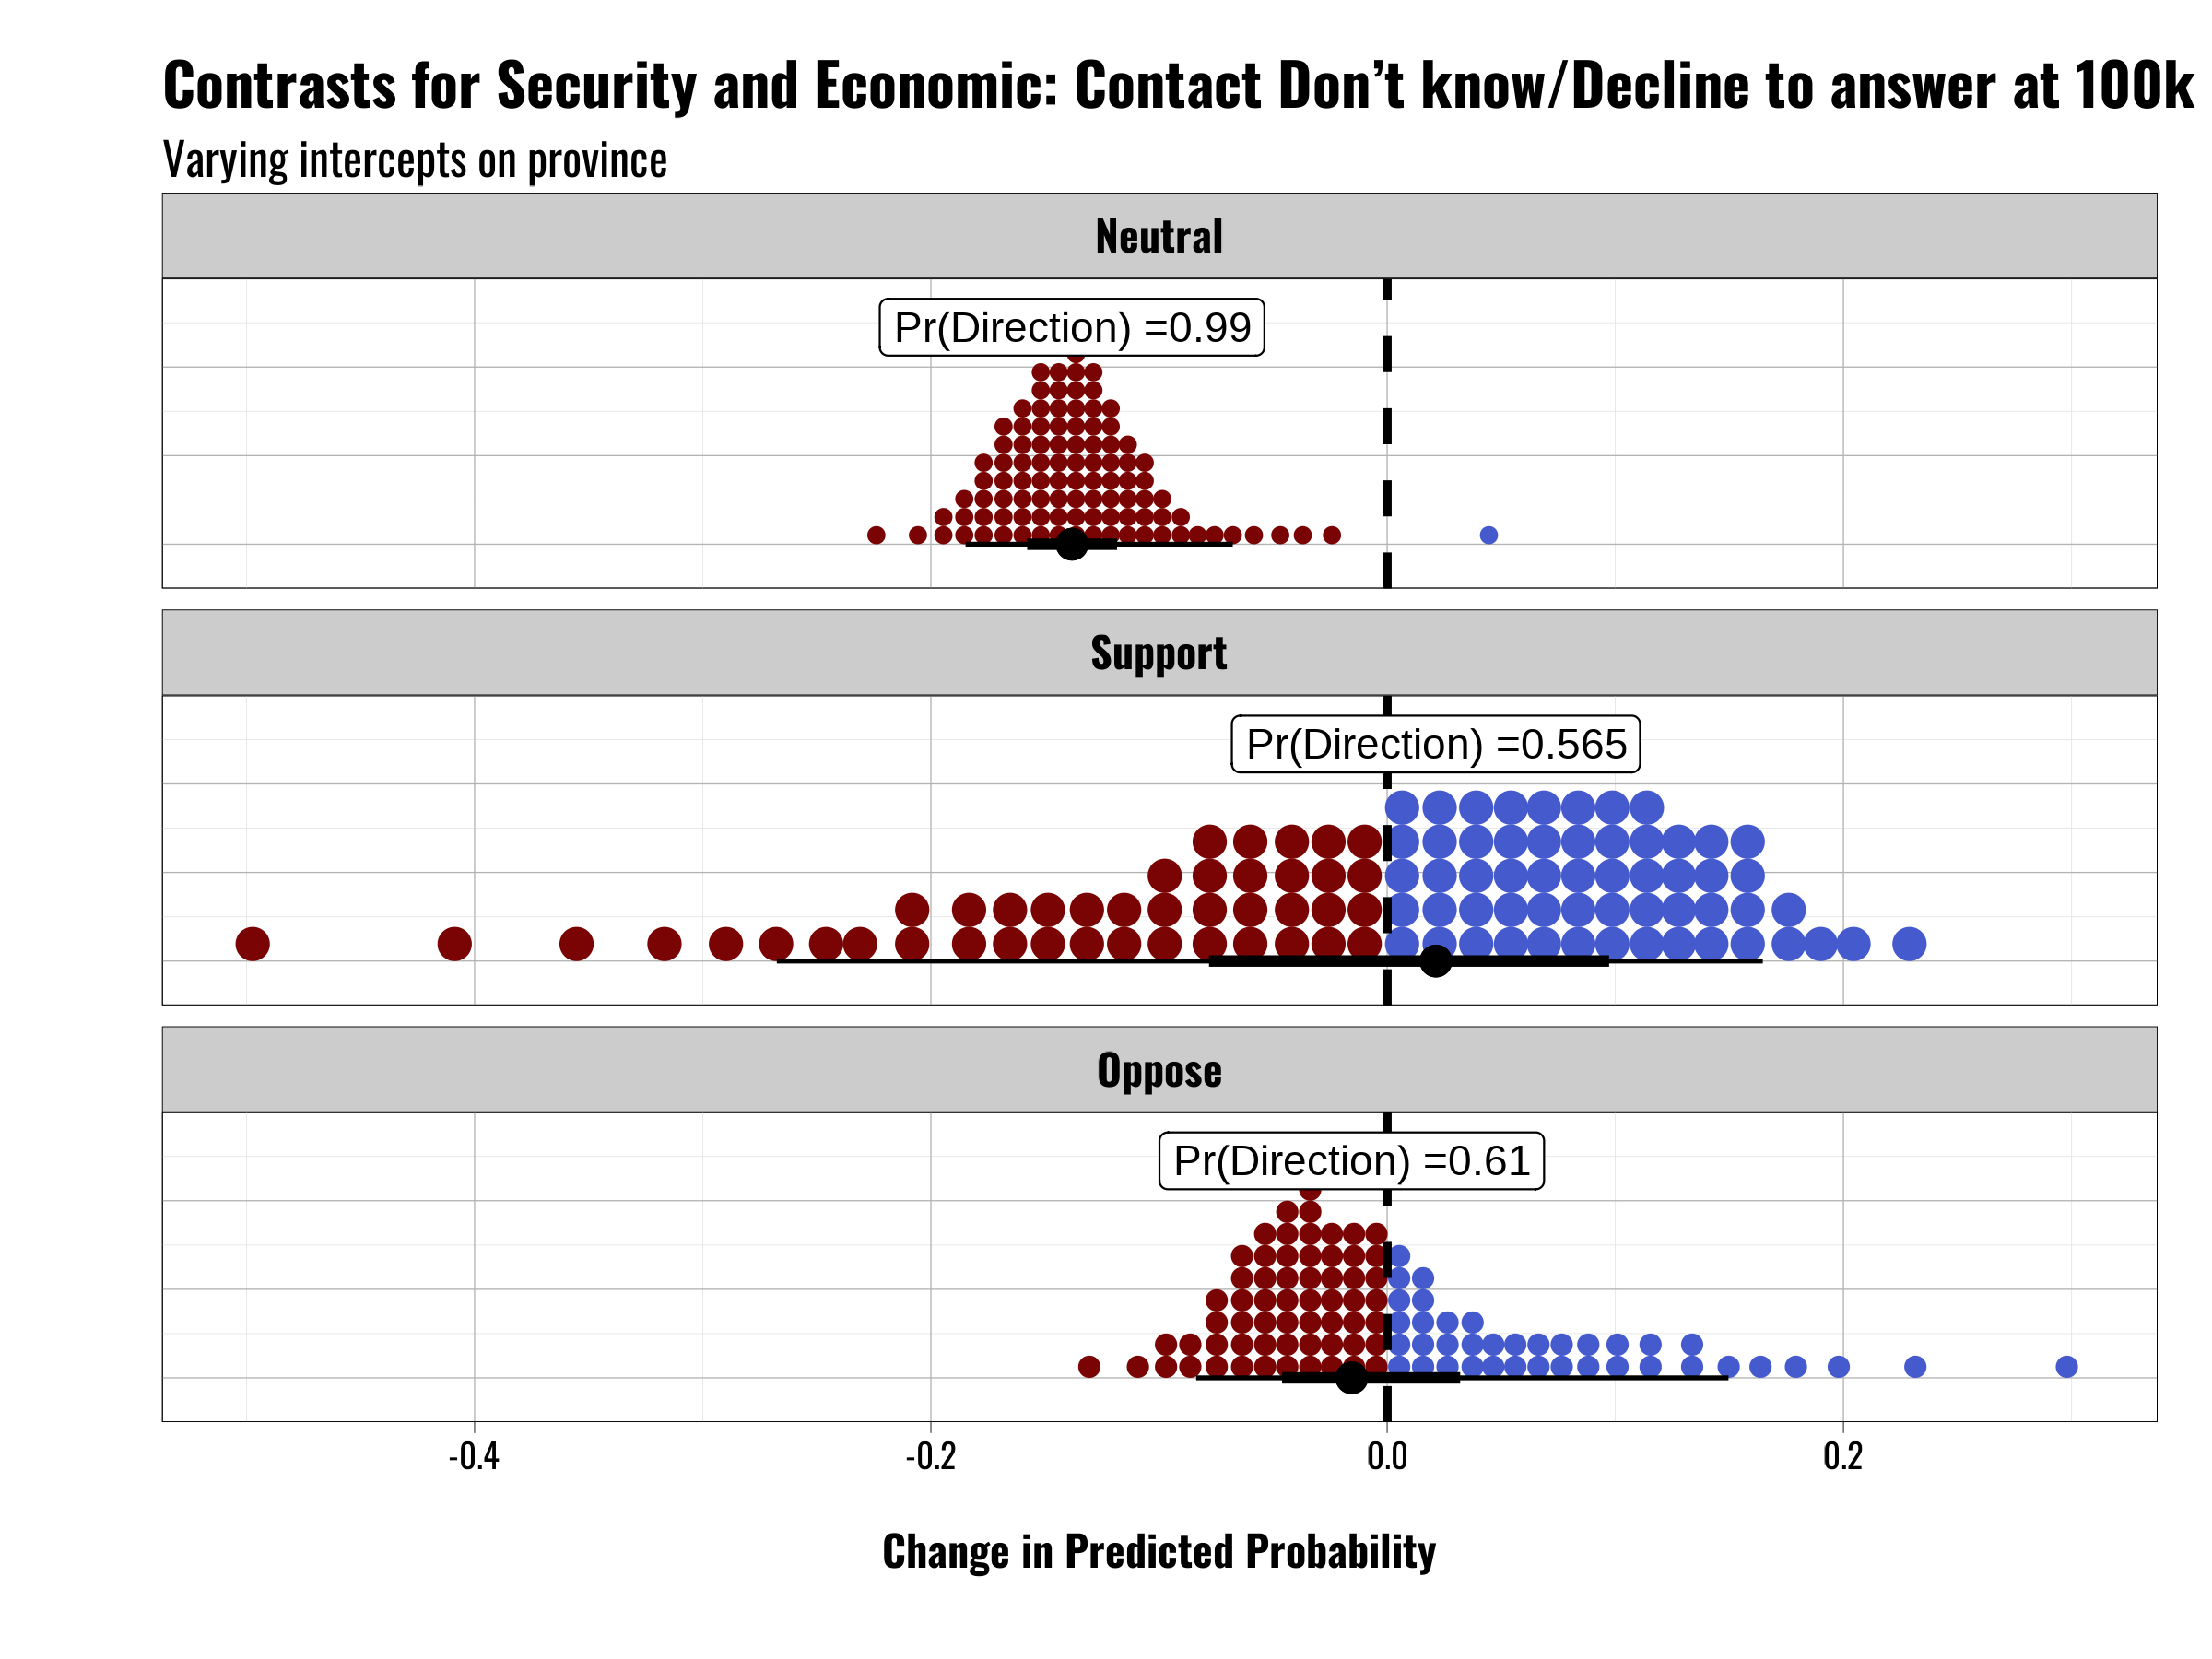 Contrasts for Security and Economic: Contact Don’t know/Decline to answer at 100k
Varying intercepts on province
Neutral
Pr(Direction) =0.99
Support
Pr(Direction) =0.565
Oppose
Pr(Direction) =0.61
-0.4 -0.2 0.0 0.2
Change in Predicted Probability